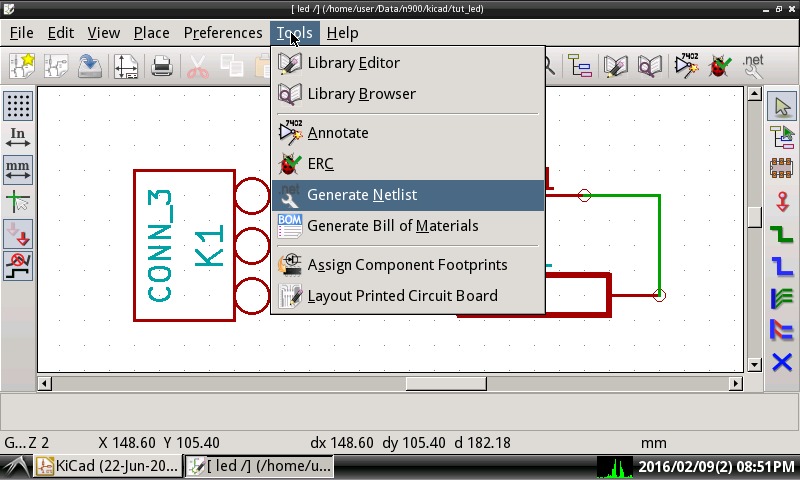 [ led /] (/home/user/Data/n900/kicad/tut_led)
File Edit View Place Preferences Tools Help
Library Editor
Library Browser
Annotate
ERC
Generate Netlist
BOM Generate Bill of Materials
Assign Component Footprints
Layout Printed Circuit Board
7402
.net
7402
.net
In
mm
CONN_3
K1
G...Z 2 X 148.60 Y 105.40 dx 148.60 dy 105.40 d 182.18 mm
KiCad (22-Jun-20... [ led /] (/home/u... 2016/02/09(2) 08:51PM